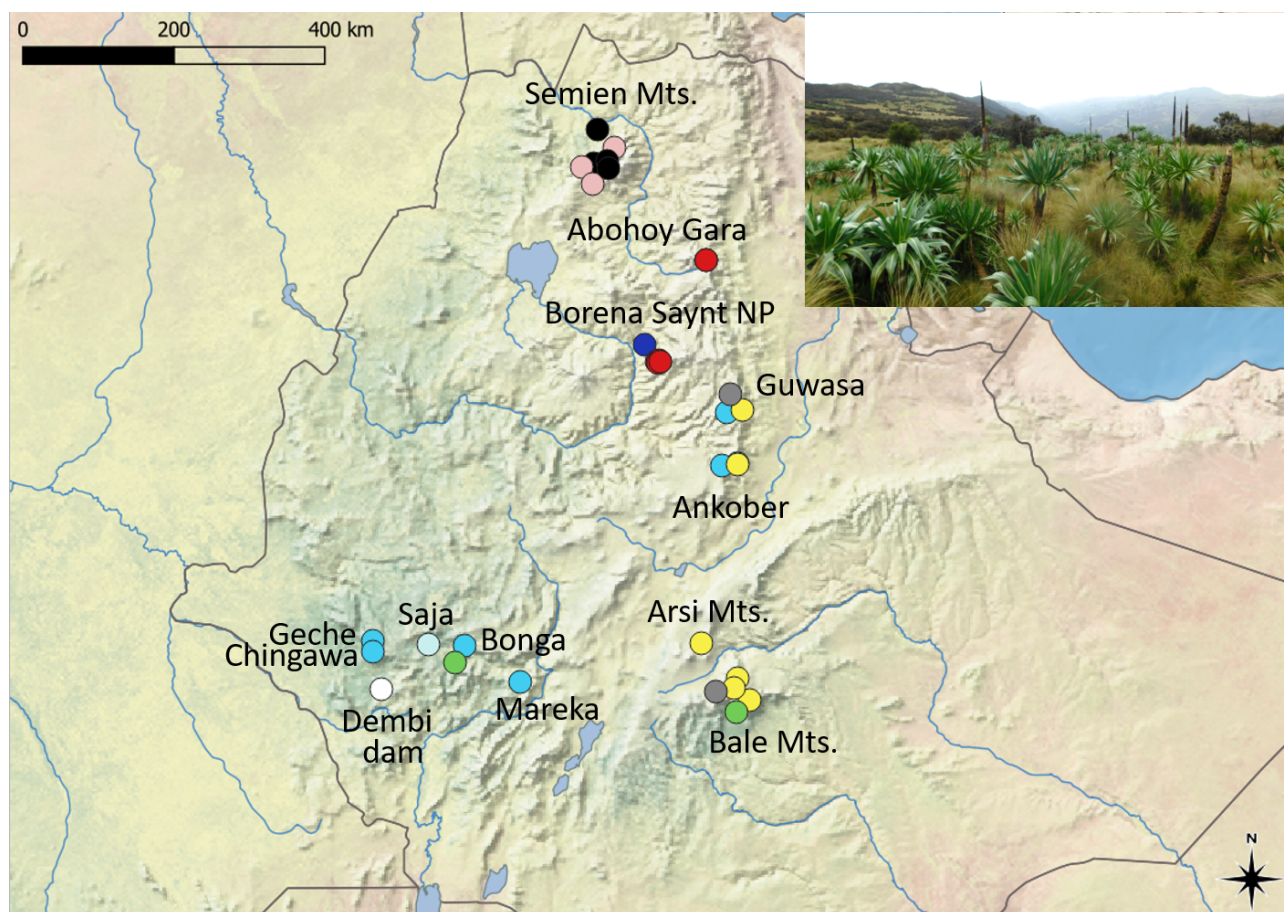 0 200 400 km
Semien Mts.
Abohoy Gara
Borena Saynt NP
Guwasa
Ankober
Arsi Mts.
Saja
Geche
Bonga
Chingawa
Mareka
Dembi
dam
Bale Mts.
N